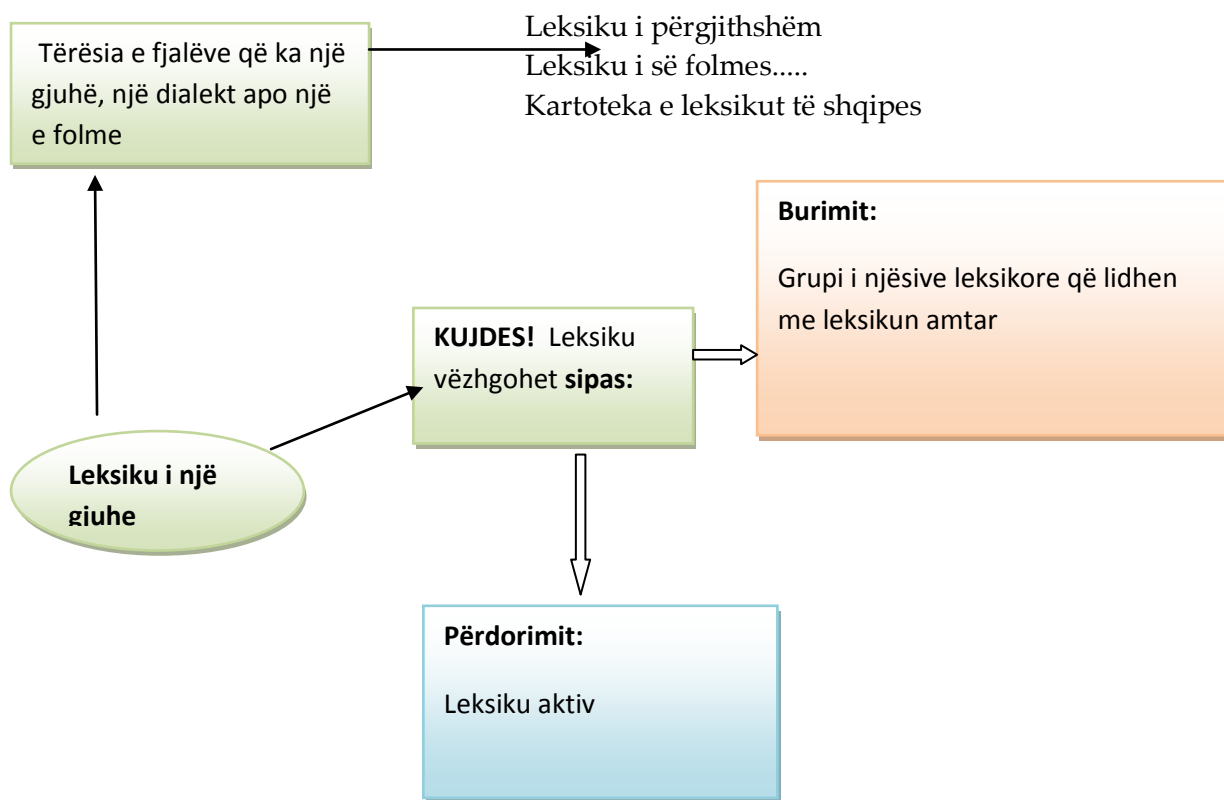 Tërësia e fjalëve që ka një
gjuhë, një dialekt apo një
e folme
Leksiku i përgjithshëm
Leksiku i së folmes.....
Kartoteka e leksikut të shqipes
Burimit:
Grupi i njësive leksikore që lidhen
me leksikun amtar
KUJDES! Leksiku
vëzhgohet sipas:
Leksiku i një
gjuhe
Përdorimit:
Leksiku aktiv